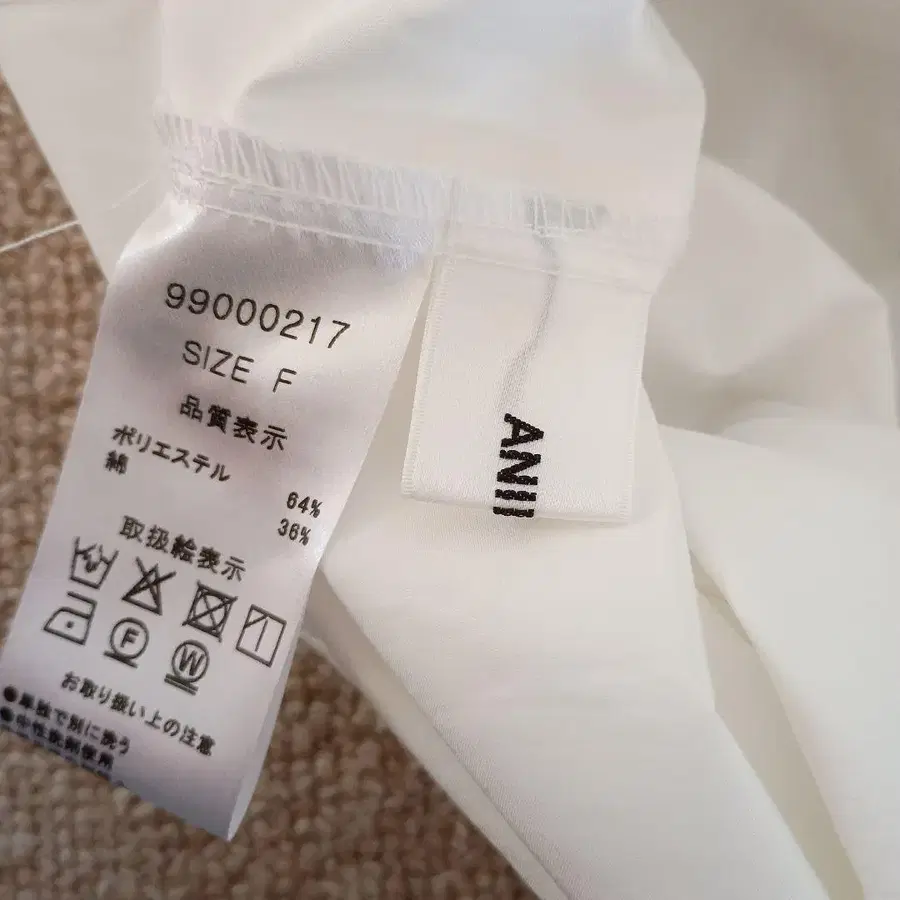 99000217
SIZE F
品質表示
ポリエステル 64%
綿 36%
取扱絵表示
F
W
お取り扱い上の注意
●単独で別に洗う
●中性洗剤使用
ANII